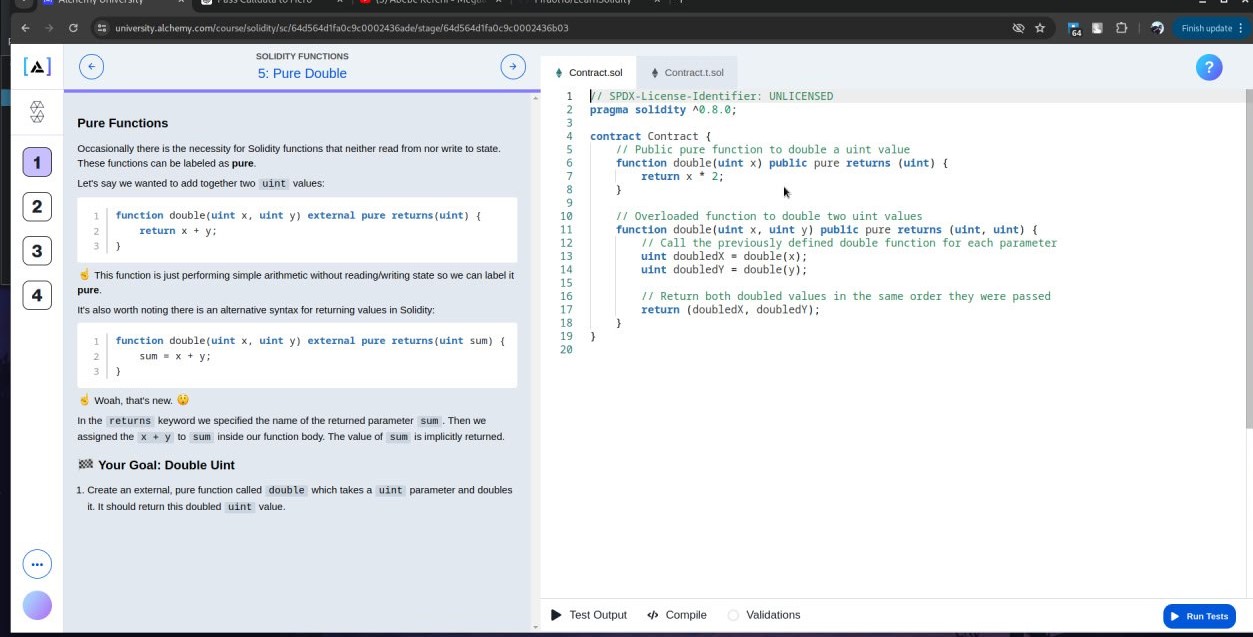 Alchemy University
Pass Calldata to Hero
university.alchemy.com/course/solidity/sc/64d564d1fa0c9c0002436ade/stage/64d564d1fa0c9c0002436b03
64
Finish update
SOLIDITY FUNCTIONS
5: Pure Double
1
2
3
4
Pure Functions
Occasionally there is the necessity for Solidity functions that neither read from nor write to state.
These functions can be labeled as pure.
Let's say we wanted to add together two uint values:
1 function double(uint x, uint y) external pure returns(uint) {
2 return x + y;
3 }
☝️ This function is just performing simple arithmetic without reading/writing state so we can label it
pure.
It's also worth noting there is an alternative syntax for returning values in Solidity:
1 function double(uint x, uint y) external pure returns(uint sum) {
2 sum = x + y;
3 }
☝️ Woah, that's new. 😲
In the returns keyword we specified the name of the returned parameter sum. Then we
assigned the x + y to sum inside our function body. The value of sum is implicitly returned.
🏁 Your Goal: Double Uint
1. Create an external, pure function called double which takes a uint parameter and doubles
it. It should return this doubled uint value.
Contract.sol
Contract.t.sol
?
1 // SPDX-License-Identifier: UNLICENSED
2 pragma solidity ^0.8.0;
3
4 contract Contract {
5 // Public pure function to double a uint value
6 function double(uint x) public pure returns (uint) {
7 return x * 2;
8 }
9
10 // Overloaded function to double two uint values
11 function double(uint x, uint y) public pure returns (uint, uint) {
12 // Call the previously defined double function for each parameter
13 uint doubledX = double(x);
14 uint doubledY = double(y);
15
16 // Return both doubled values in the same order they were passed
17 return (doubledX, doubledY);
18 }
19 }
20
Test Output
Compile
Validations
Run Tests